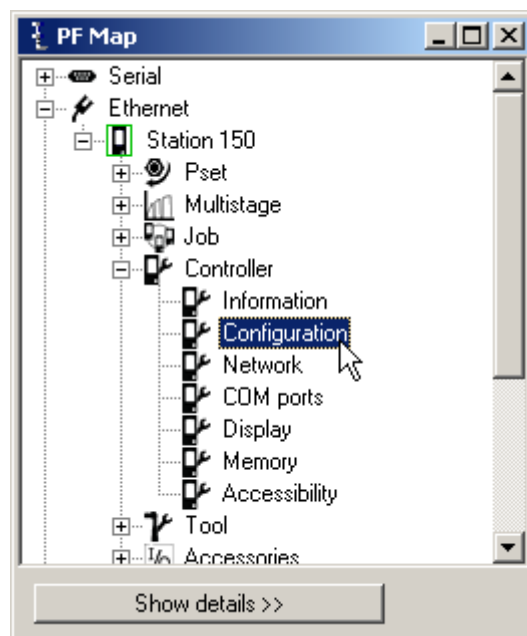 PF Map
Serial
Ethernet
Station 150
Pset
Multistage
Job
Controller
Information
Configuration
Network
COM ports
Display
Memory
Accessibility
Tool
I/o Accessories
Show details >>